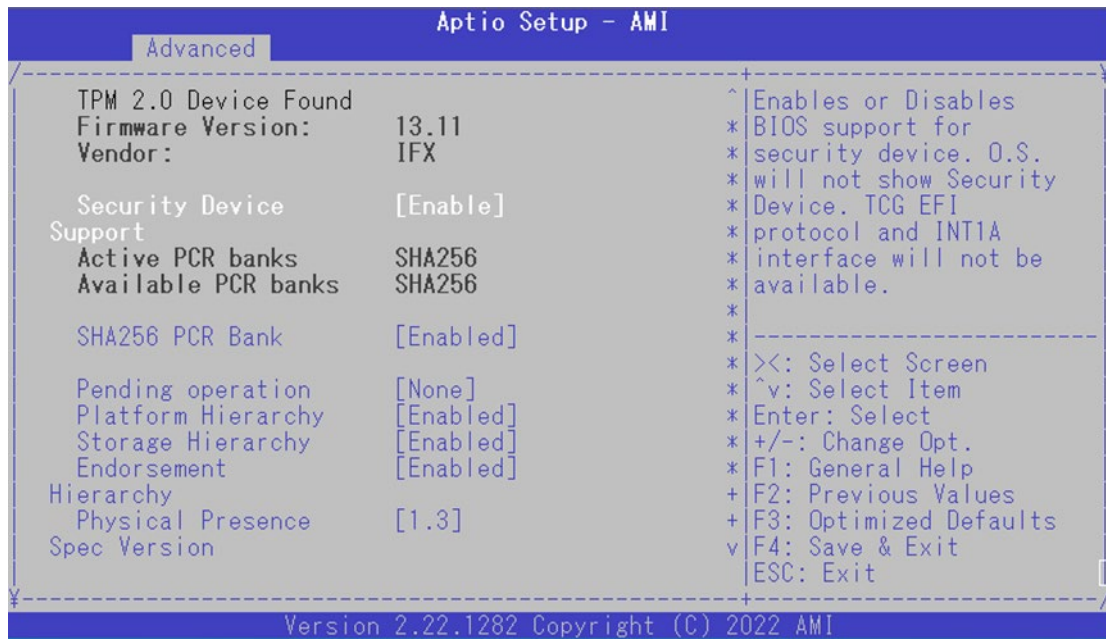 Aptio Setup - AMI
Advanced
TPM 2.0 Device Found
Firmware Version: 13.11
Vendor: IFX
Security Device [Enable]
Support
Active PCR banks SHA256
Available PCR banks SHA256
SHA256 PCR Bank [Enabled]
Pending operation [None]
Platform Hierarchy [Enabled]
Storage Hierarchy [Enabled]
Endorsement [Enabled]
Hierarchy
Physical Presence [1.3]
Spec Version
Enables or Disables
BIOS support for
security device. O.S.
will not show Security
Device. TCG EFI
protocol and INT1A
interface will not be
available.
><: Select Screen
^v: Select Item
Enter: Select
+/-: Change Opt.
F1: General Help
F2: Previous Values
F3: Optimized Defaults
F4: Save & Exit
ESC: Exit
Version 2.22.1282 Copyright (C) 2022 AMI